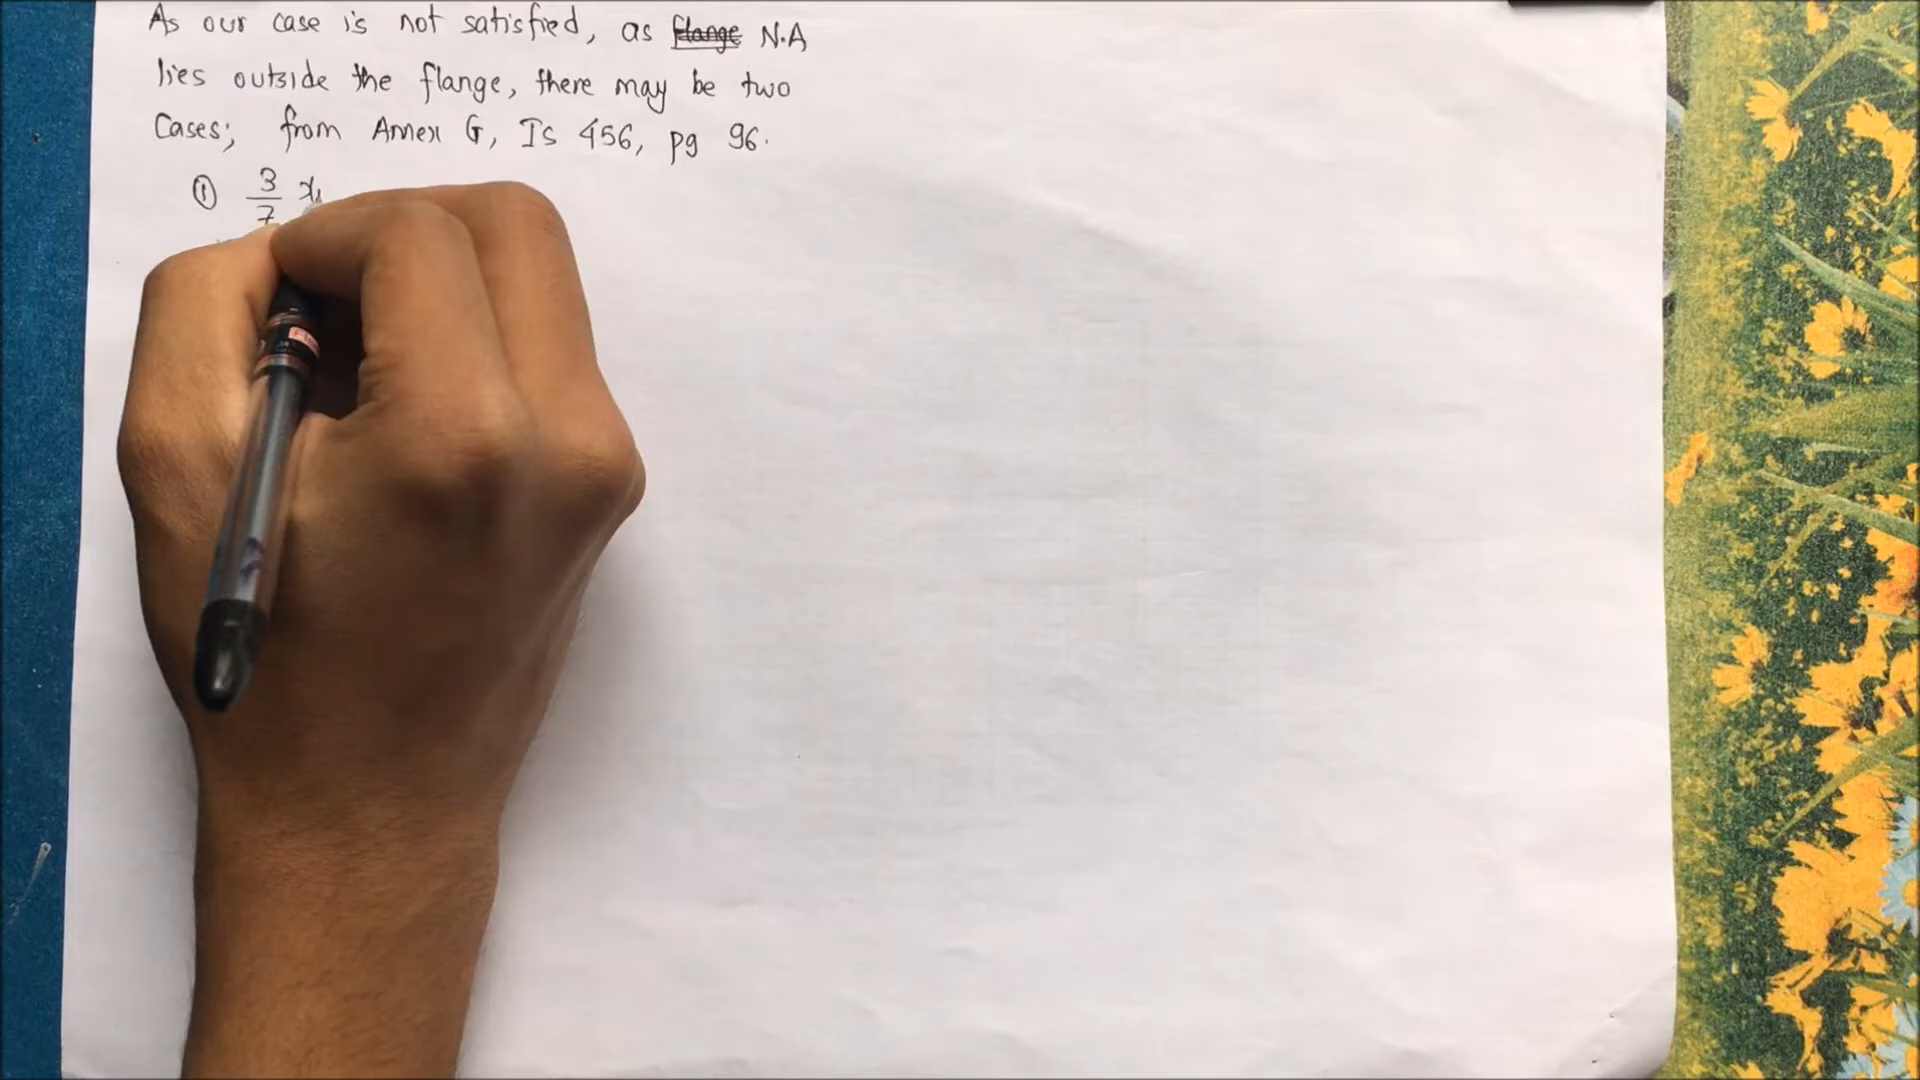 As our case is not satisfied, as flange N.A
lies outside the flange, there may be two
Cases; from Annex G, Is 456, pg 96.
① 3/7 x